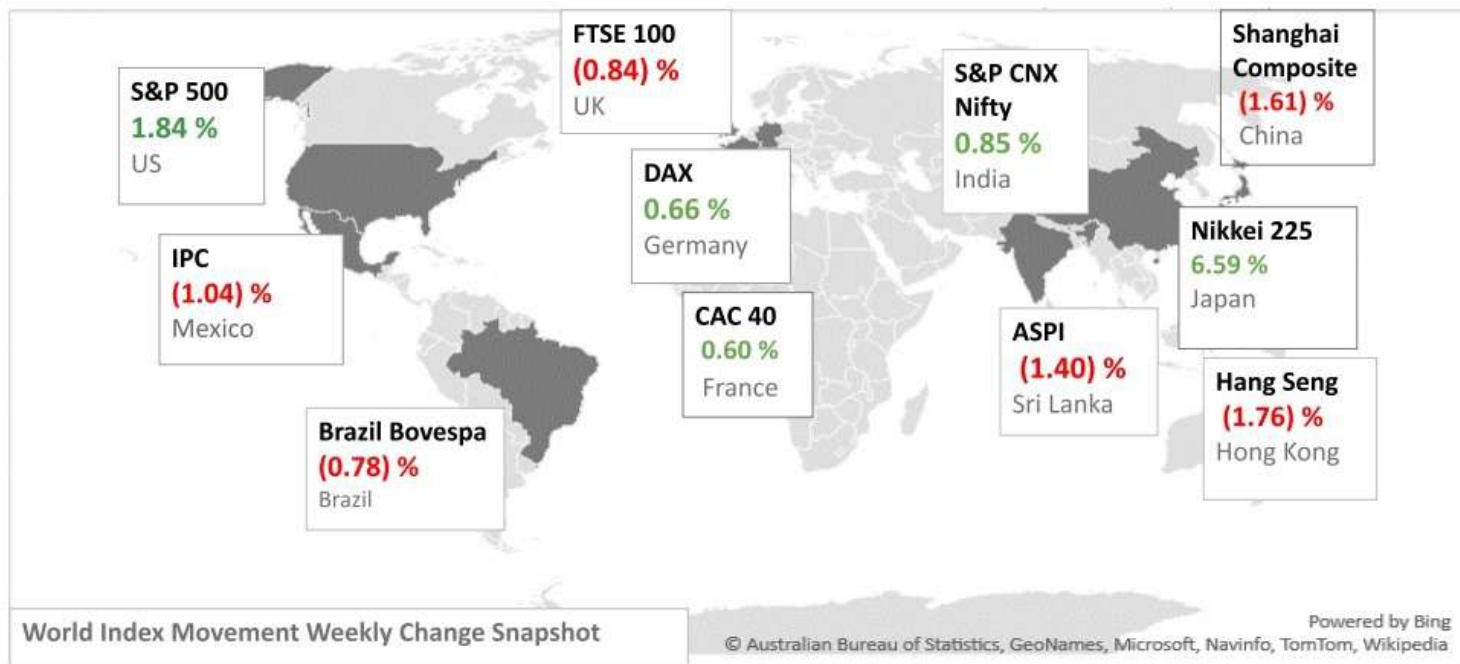 FTSE 100
(0.84) %
UK
S&P 500
1.84 %
US
S&P CNX
Nifty
0.85 %
India
Shanghai
Composite
(1.61) %
China
DAX
0.66 %
Germany
IPC
(1.04) %
Mexico
Nikkei 225
6.59 %
Japan
CAC 40
0.60 %
France
ASPI
(1.40) %
Sri Lanka
Hang Seng
(1.76) %
Hong Kong
Brazil Bovespa
(0.78) %
Brazil
World Index Movement Weekly Change Snapshot
Powered by Bing
© Australian Bureau of Statistics, GeoNames, Microsoft, Navinfo, TomTom, Wikipedia